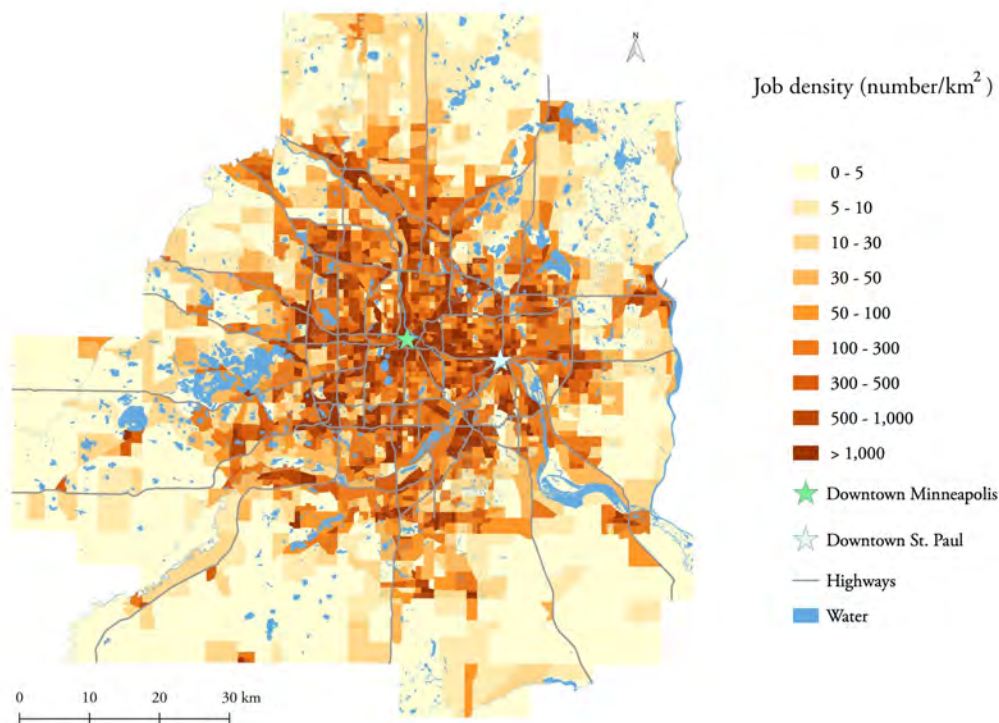 N
Job density (number/km²)
0 - 5
5 - 10
10 - 30
30 - 50
50 - 100
100 - 300
300 - 500
500 - 1,000
> 1,000
Downtown Minneapolis
Downtown St. Paul
Highways
Water
0 10 20 30 km